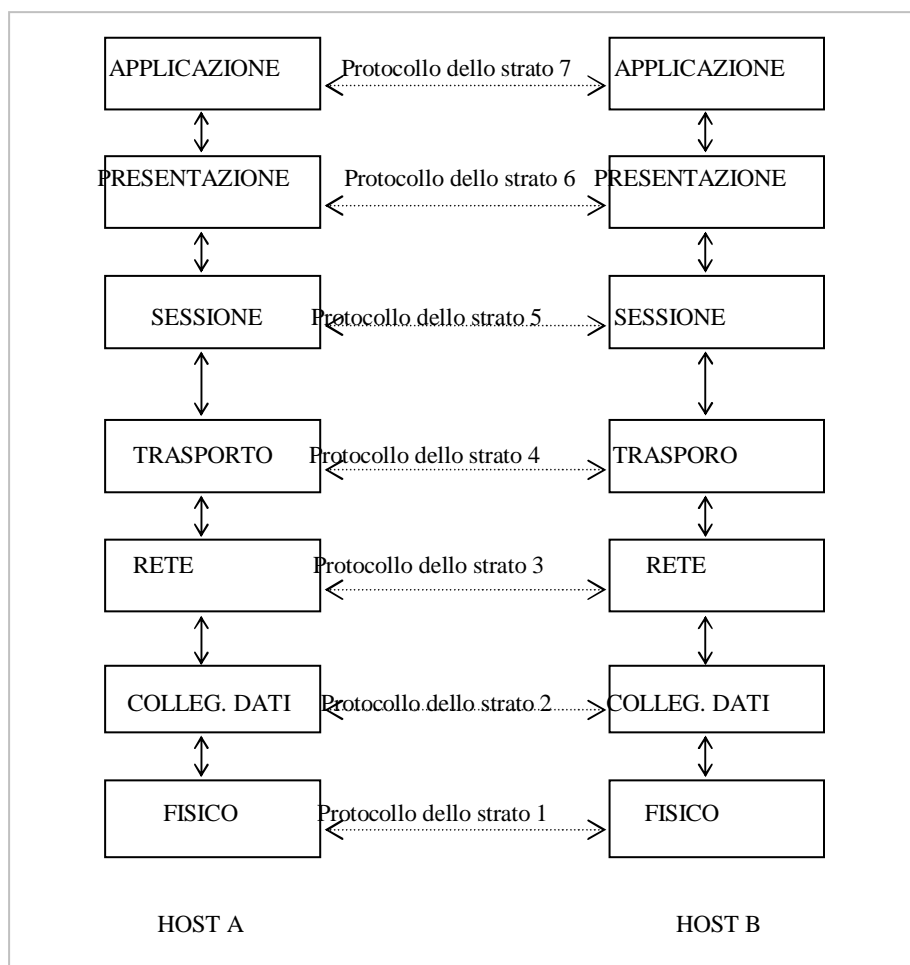 APPLICAZIONE Protocollo dello strato 7 APPLICAZIONE
PRESENTAZIONE Protocollo dello strato 6 PRESENTAZIONE
SESSIONE Protocollo dello strato 5 SESSIONE
TRASPORTO Protocollo dello strato 4 TRASPORO
RETE Protocollo dello strato 3 RETE
COLLEG. DATI Protocollo dello strato 2 COLLEG. DATI
FISICO Protocollo dello strato 1 FISICO
HOST A HOST B